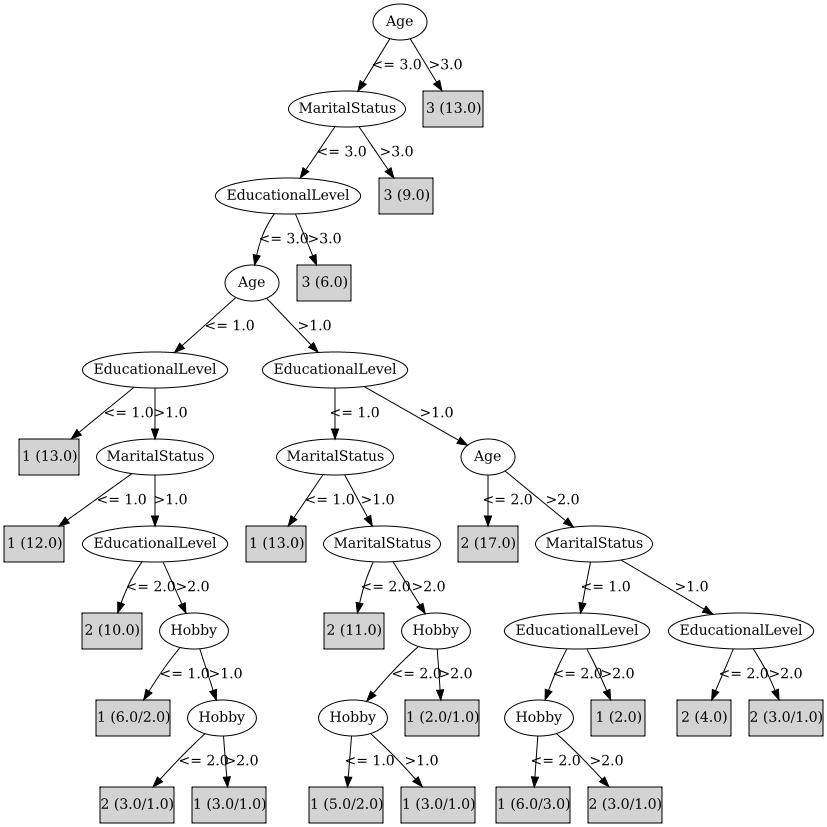 Age
<= 3.0 >3.0
MaritalStatus 3 (13.0)
<= 3.0 >3.0
EducationalLevel 3 (9.0)
<= 3.0 >3.0
Age 3 (6.0)
<= 1.0 >1.0
EducationalLevel EducationalLevel
<= 1.0 >1.0 <= 1.0 >1.0
1 (13.0) MaritalStatus MaritalStatus Age
<= 1.0 >1.0 <= 1.0 >1.0 <= 2.0 >2.0
1 (12.0) EducationalLevel 1 (13.0) MaritalStatus 2 (17.0) MaritalStatus
<= 2.0 >2.0 <= 2.0 >2.0 <= 1.0 >1.0
2 (10.0) Hobby 2 (11.0) Hobby EducationalLevel EducationalLevel
<= 1.0 >1.0 <= 2.0 >2.0 <= 2.0 >2.0 <= 2.0 >2.0
1 (6.0/2.0) Hobby Hobby 1 (2.0/1.0) Hobby 1 (2.0) 2 (4.0) 2 (3.0/1.0)
<= 2.0 >2.0 <= 1.0 >1.0 <= 2.0 >2.0
2 (3.0/1.0) 1 (3.0/1.0) 1 (5.0/2.0) 1 (3.0/1.0) 1 (6.0/3.0) 2 (3.0/1.0)